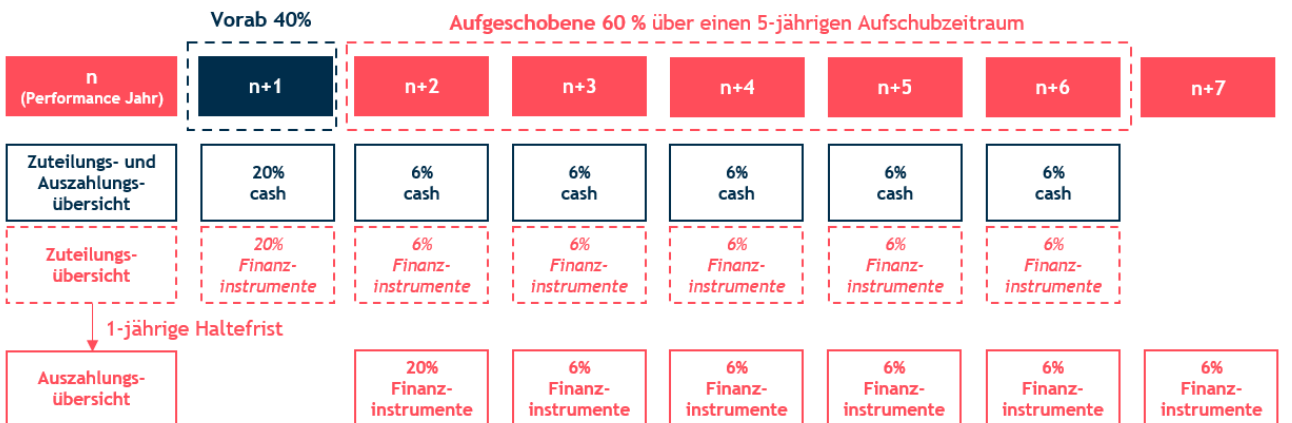 Vorab 40%
Aufgeschobene 60 % über einen 5-jährigen Aufschubzeitraum
n
(Performance Jahr)
n+1
n+2
n+3
n+4
n+5
n+6
n+7
Zuteilungs- und
Auszahlungs-
übersicht
20%
cash
6%
cash
6%
cash
6%
cash
6%
cash
6%
cash
Zuteilungs-
übersicht
20%
Finanz-
instrumente
6%
Finanz-
instrumente
6%
Finanz-
instrumente
6%
Finanz-
instrumente
6%
Finanz-
instrumente
6%
Finanz-
instrumente
1-jährige Haltefrist
Auszahlungs-
übersicht
20%
Finanz-
instrumente
6%
Finanz-
instrumente
6%
Finanz-
instrumente
6%
Finanz-
instrumente
6%
Finanz-
instrumente
6%
Finanz-
instrumente